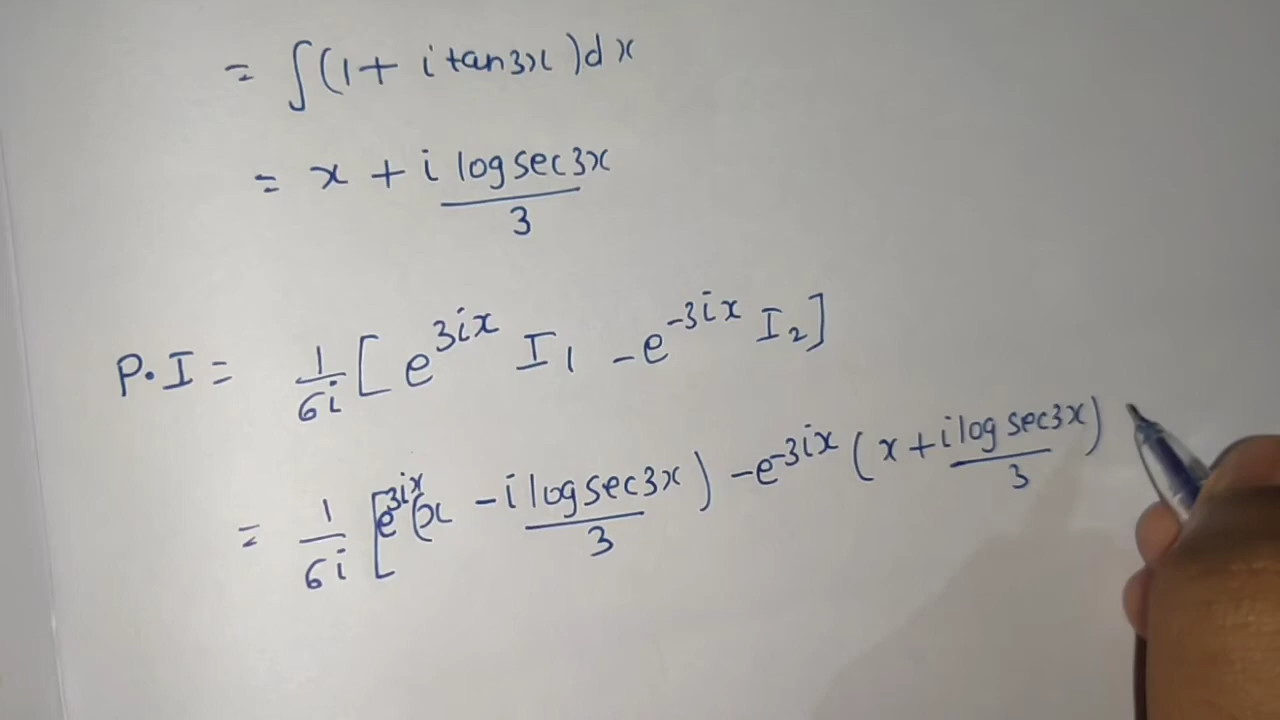 = ∫(1 + i tan3x)dx
= x + i log sec3x / 3
P.I = 1/6i [e^3ix I₁ - e^-3ix I₂]
= 1/6i [e^3ix (x - i log sec3x / 3) - e^-3ix (x + i log sec3x / 3)